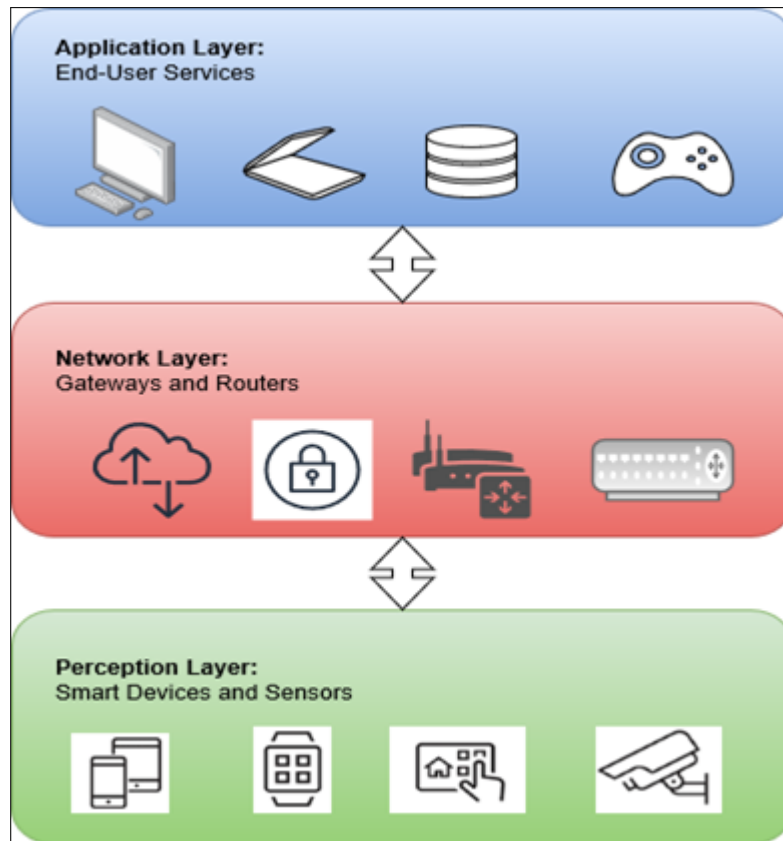 Application Layer:
End-User Services
Network Layer:
Gateways and Routers
Perception Layer:
Smart Devices and Sensors